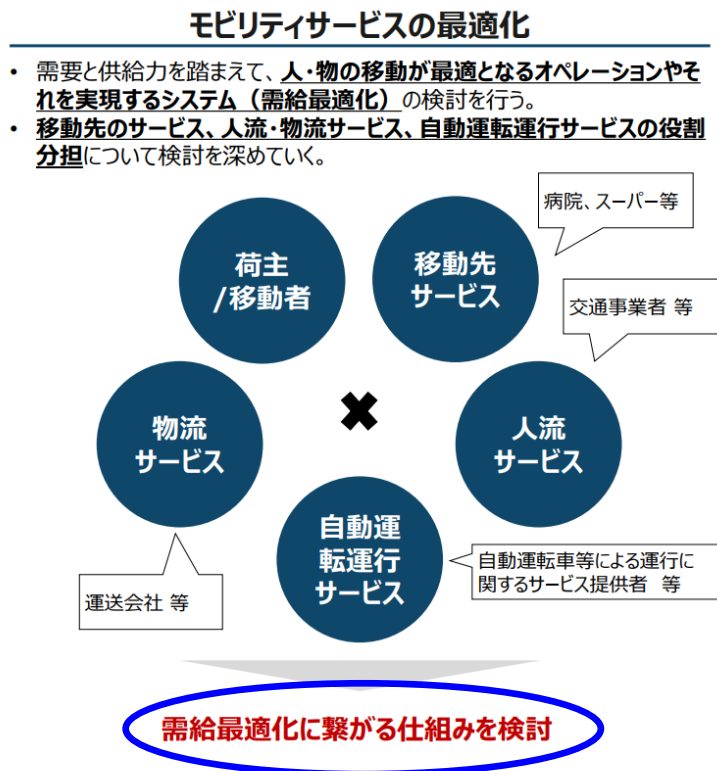 モビリティサービスの最適化
• 需要と供給力を踏まえて、人・物の移動が最適となるオペレーションやそ
れを実現するシステム（需給最適化）の検討を行う。
• 移動先のサービス、人流・物流サービス、自動運転運行サービスの役割
分担について検討を深めていく。
病院、スーパー等
荷主
/移動者
移動先
サービス
交通事業者 等
物流
サービス
人流
サービス
自動運
転運行
サービス
自動運転車等による運行に
関するサービス提供者 等
運送会社 等
需給最適化に繋がる仕組みを検討